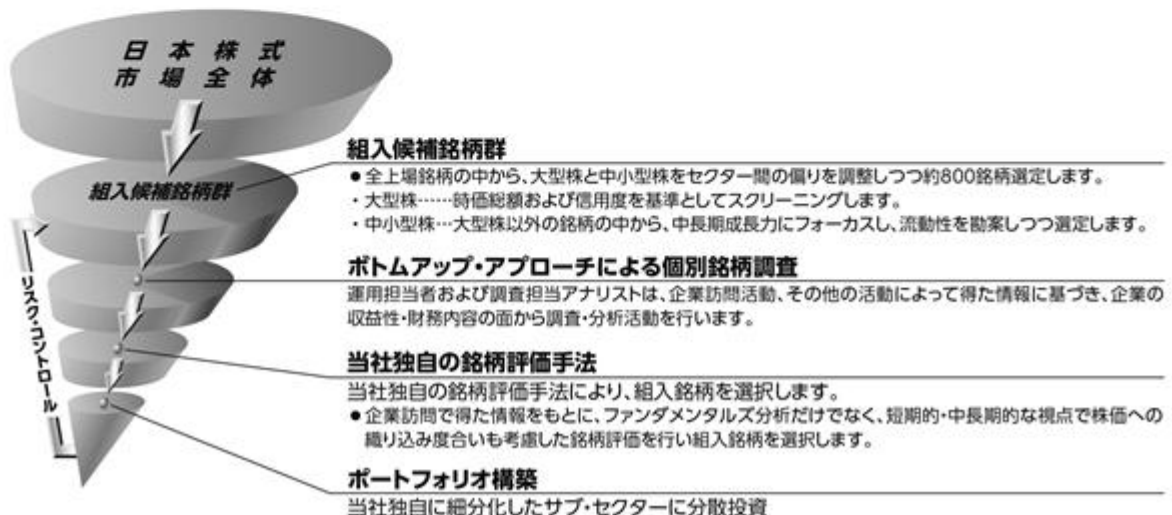 日本株式
市場全体
組入候補銘柄群
リスク・コントロール
組入候補銘柄群
●全上場銘柄の中から、大型株と中小型株をセクター間の偏りを調整しつつ約800銘柄選定します。
・大型株……時価総額および信用度を基準としてスクリーニングします。
・中小型株…大型株以外の銘柄の中から、中長期成長力にフォーカスし、流動性を勘案しつつ選定します。
ボトムアップ・アプローチによる個別銘柄調査
運用担当者および調査担当アナリストは、企業訪問活動、その他の活動によって得た情報に基づき、企業の
収益性・財務内容の面から調査・分析活動を行います。
当社独自の銘柄評価手法
当社独自の銘柄評価手法により、組入銘柄を選択します。
●企業訪問で得た情報をもとに、ファンダメンタルズ分析だけでなく、短期的・中長期的な視点で株価への
織り込み度合いも考慮した銘柄評価を行い組入銘柄を選択します。
ポートフォリオ構築
当社独自に細分化したサブ・セクターに分散投資